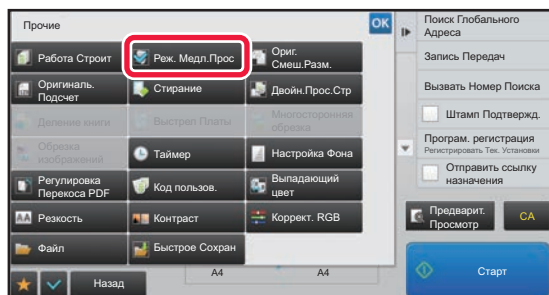 Прочие
OK
Работа Строит
Реж. Медл.Прос
Ориг.
Смеш.Разм.
Оригиналь.
Подсчет
Стирание
Двойн.Прос.Стр
Деление книги
Выстрел Платы
Многосторонняя
обрезка
Обрезка
изображений
Таймер
Настройка Фона
Регулировка
Перекоса PDF
Код пользов.
Выпадающий
цвет
AA Резкость
Контраст
Коррект. RGB
Файл
Быстрое Сохран
Назад
A4
A4
Поиск Глобального
Адреса
Запись Передач
Вызвать Номер Поиска
Штамп Подтвержд.
Програм. регистрация
Регистрировать Тек. Установки
Отправить ссылку
назначения
Предварит.
Просмотр
CA
Старт